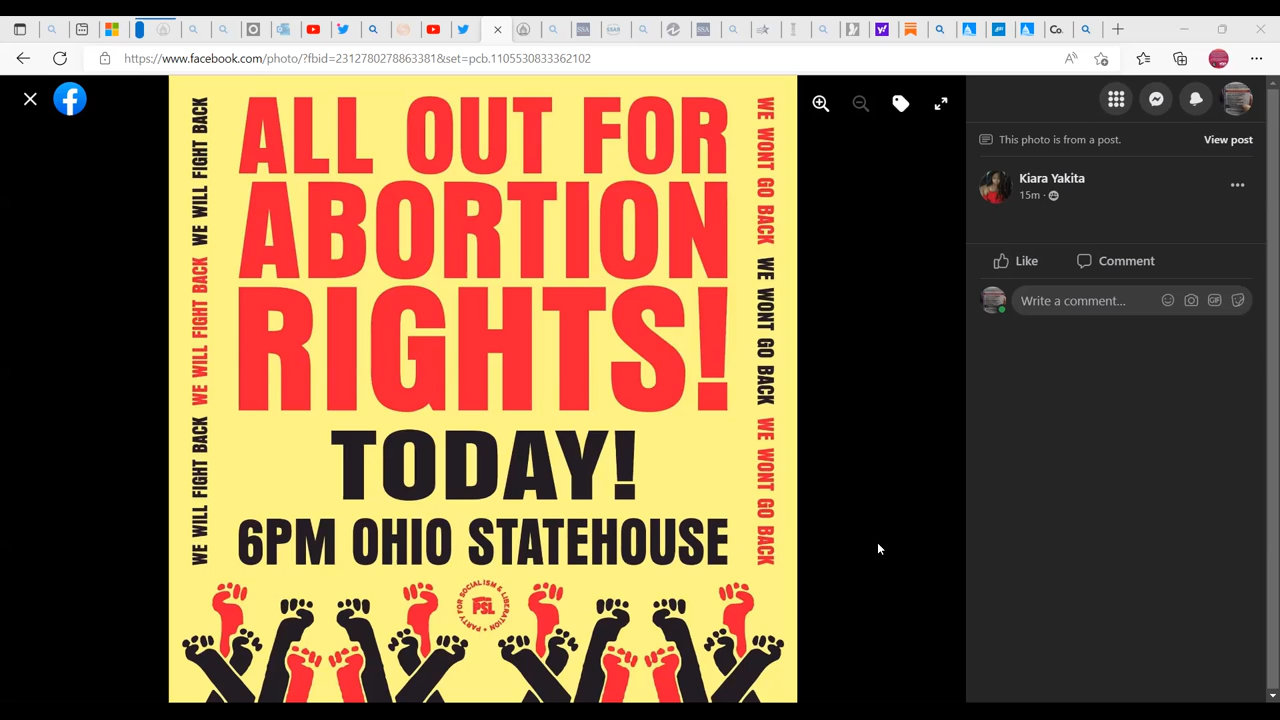 Co.
https://www.facebook.com/photo/?fbid=2312780278863381&set=pcb.1105530833362102
ALL OUT FOR
ABORTION
RIGHTS!
TODAY!
6PM OHIO STATEHOUSE
WE WILL FIGHT BACK WE WILL FIGHT BACK WE WILL FIGHT BACK
WE WONT GO BACK WE WONT GO BACK WE WONT GO BACK
PARTY FOR SOCIALISM & LIBERATION
PSL
This photo is from a post.
View post
Kiara Yakita
15m ·
Like
Comment
Write a comment...
GIF